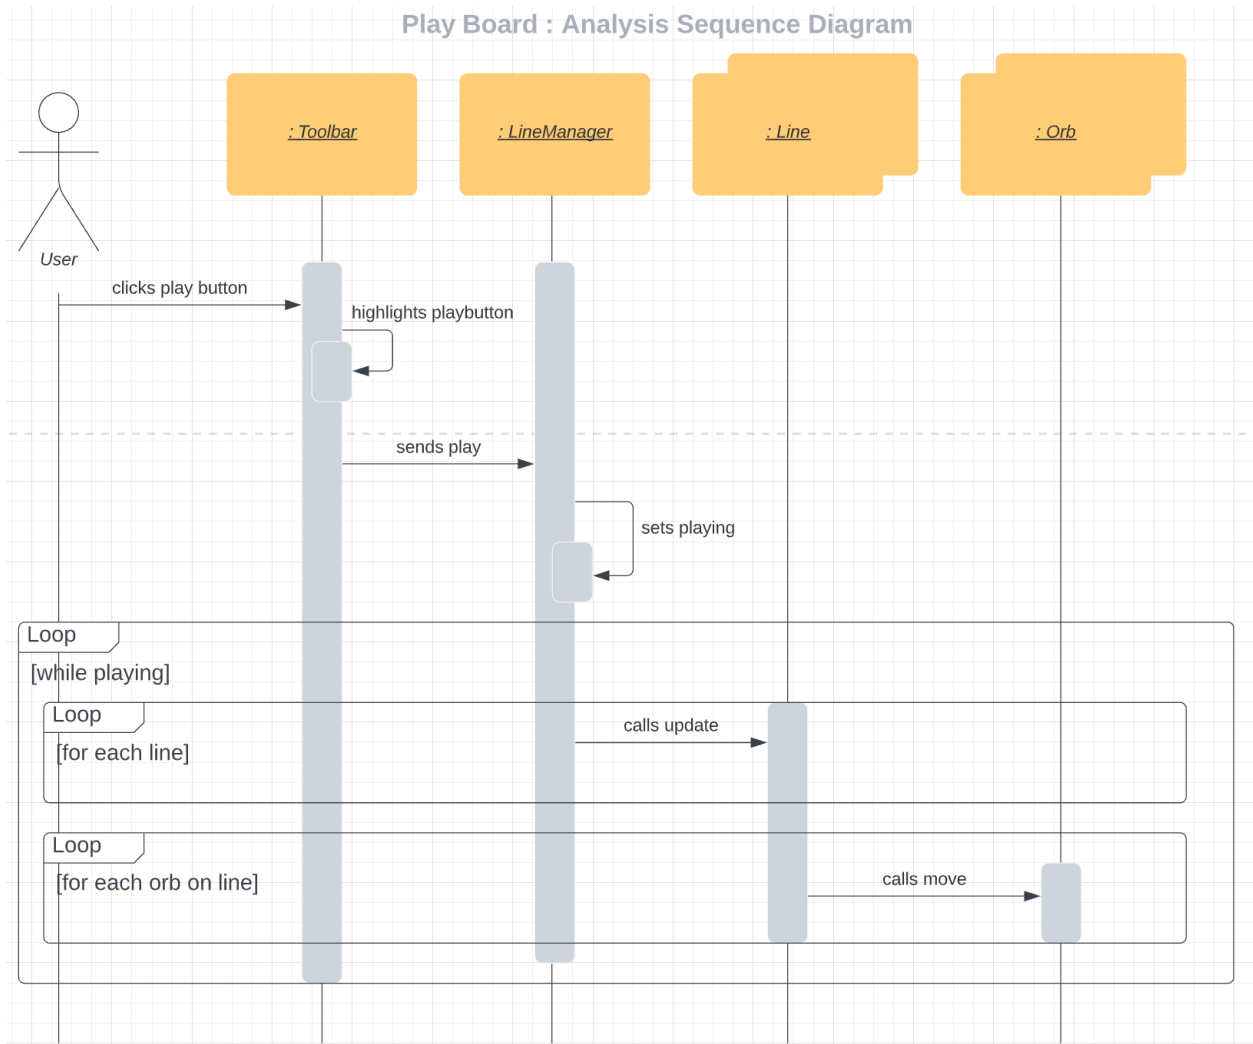 Play Board : Analysis Sequence Diagram
: Toolbar
: LineManager
: Line
: Orb
User
clicks play button
highlights playbutton
sends play
sets playing
Loop
[while playing]
Loop
[for each line]
calls update
Loop
[for each orb on line]
calls move